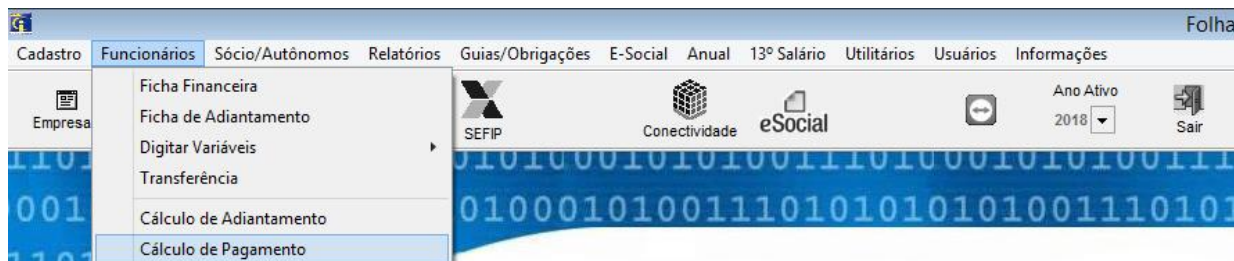 Folha
Cadastro Funcionários Sócio/Autônomos Relatórios Guias/Obrigações E-Social Anual 13º Salário Utilitários Usuários Informações
Empresa
SEFIP
Conectividade
eSocial
Ano Ativo
2018
Sair
Ficha Financeira
Ficha de Adiantamento
Digitar Variáveis
Transferência
Cálculo de Adiantamento
Cálculo de Pagamento